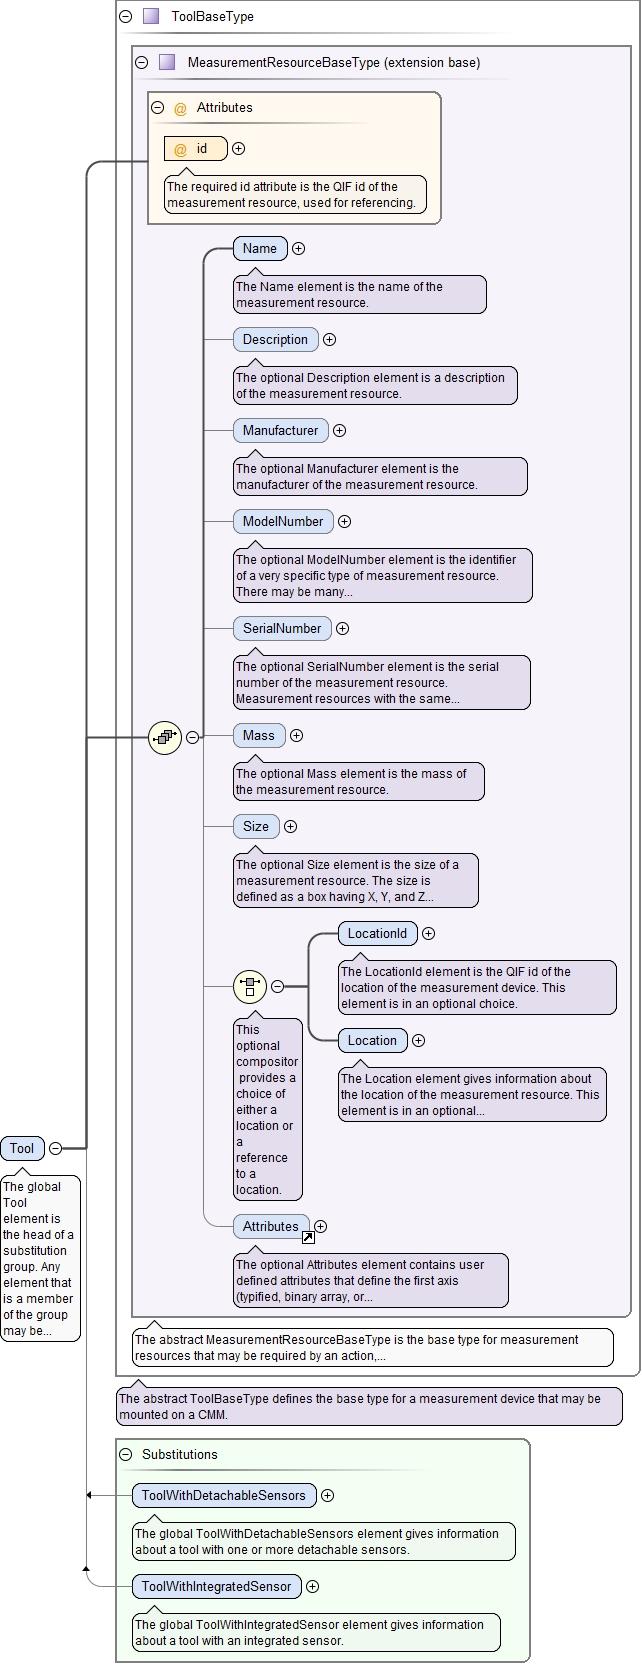 ToolBaseType
MeasurementResourceBaseType (extension base)
@ Attributes
@ id
The required id attribute is the QIF id of the
measurement resource, used for referencing.
Name
The Name element is the name of the
measurement resource.
Description
The optional Description element is a description
of the measurement resource.
Manufacturer
The optional Manufacturer element is the
manufacturer of the measurement resource.
ModelNumber
The optional ModelNumber element is the identifier
of a very specific type of measurement resource.
There may be many...
SerialNumber
The optional SerialNumber element is the serial
number of the measurement resource.
Measurement resources with the same...
Mass
The optional Mass element is the mass of
the measurement resource.
Size
The optional Size element is the size of a
measurement resource. The size is
defined as a box having X, Y, and Z...
LocationId
The LocationId element is the QIF id of the
location of the measurement device. This
element is in an optional choice.
Location
The Location element gives information about
the location of the measurement resource. This
element is in an optional...
This
optional
compositor
provides a
choice of
either a
location or
a
reference
to a
location.
Tool
The global
Tool
element is
the head of a
substitution
group. Any
element that
is a member
of the group
may be...
Attributes
The optional Attributes element contains user
defined attributes that define the first axis
(typified, binary array, or...
The abstract MeasurementResourceBaseType is the base type for measurement
resources that may be required by an action,...
The abstract ToolBaseType defines the base type for a measurement device that may be
mounted on a CMM.
Substitutions
ToolWithDetachableSensors
The global ToolWithDetachableSensors element gives information
about a tool with one or more detachable sensors.
ToolWithIntegratedSensor
The global ToolWithIntegratedSensor element gives information
about a tool with an integrated sensor.